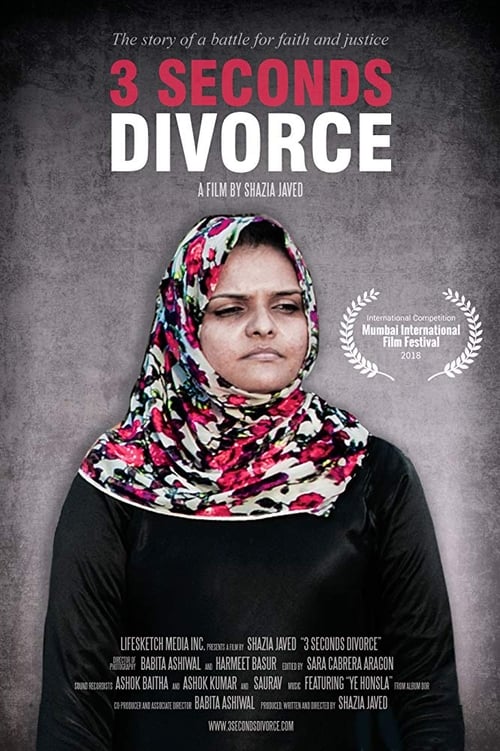 The story of a battle for faith and justice
3 SECONDS
DIVORCE
A FILM BY SHAZIA JAVED
International Competition
Mumbai International
Film Festival
2018
LIFESKETCH MEDIA INC. PRESENTS A FILM BY SHAZIA JAVED "3 SECONDS DIVORCE"
DIRECTOR OF PHOTOGRAPHY BABITA ASHIWAL AND HARMEET BASUR EDITED BY SARA CABRERA ARAGON
SOUND RECORDISTS ASHOK BAITHA AND ASHOK KUMAR AND SAURAV MUSIC FEATURING "YE HONSLA" FROM ALBUM DOR
CO-PRODUCER AND ASSOCIATE DIRECTOR BABITA ASHIWAL PRODUCED, WRITTEN AND DIRECTED BY SHAZIA JAVED
WWW.3SECONDSDIVORCE.COM